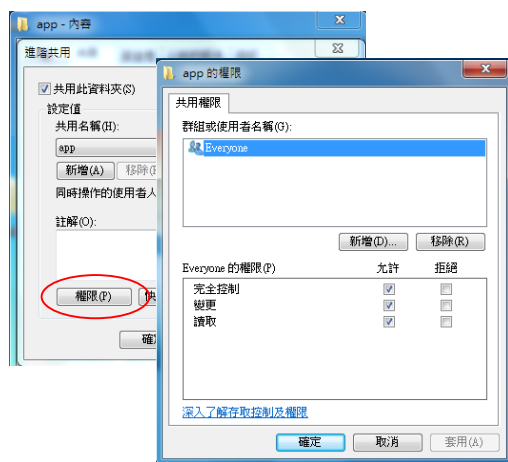 app - 內容
進階共用
共用此資料夾(S)
設定值
共用名稱(H):
app
新增(A)
移除(
同時操作的使用者人
註解(O):
權限(P)
快
確
app 的權限
共用權限
群組或使用者名稱(G):
Everyone
新增(D)...
移除(R)
Everyone 的權限(P)
允許
拒絕
完全控制
變更
讀取
深入了解存取控制及權限
確定
取消
套用(A)